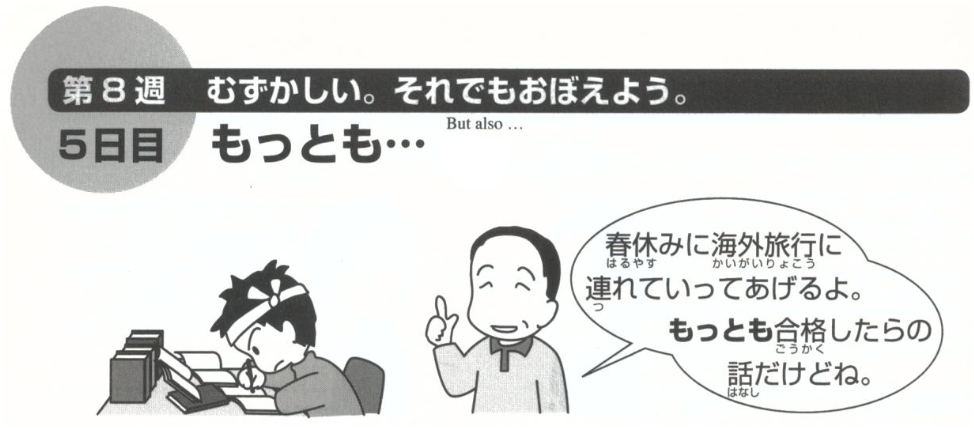 第8週 むずかしい。それでもおぼえよう。
5日目 もっとも…
But also …
春休みに海外旅行に
はるやす かいがいりょこう
連れていってあげるよ。
つ
もっとも合格したらの
ごうかく
話だけどね。
はなし